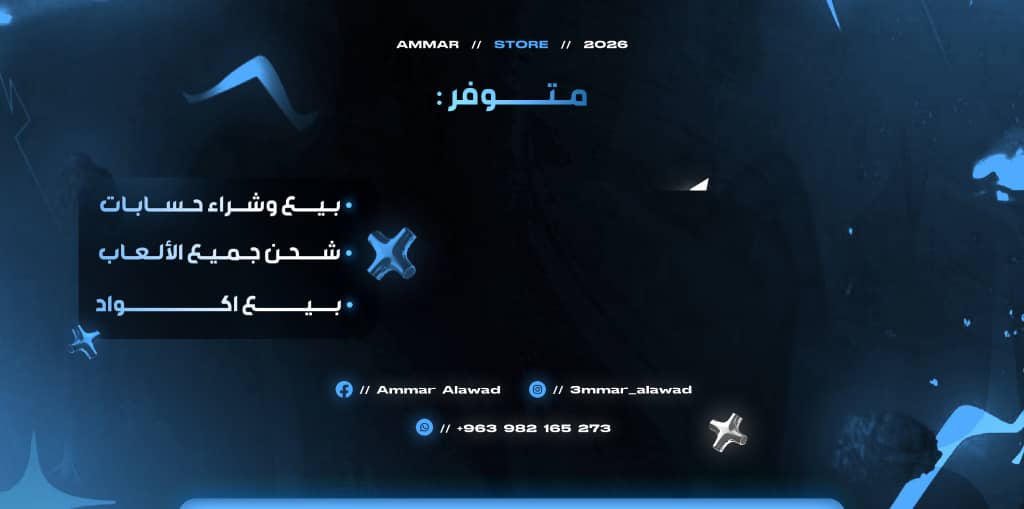 AMMAR // STORE // 2026
متوفر :
• بيع وشراء حسابات
• شحن جميع الألعاب
• بيع اكواد
// Ammar Alawad // 3mmar_alawad
// +963 982 165 273